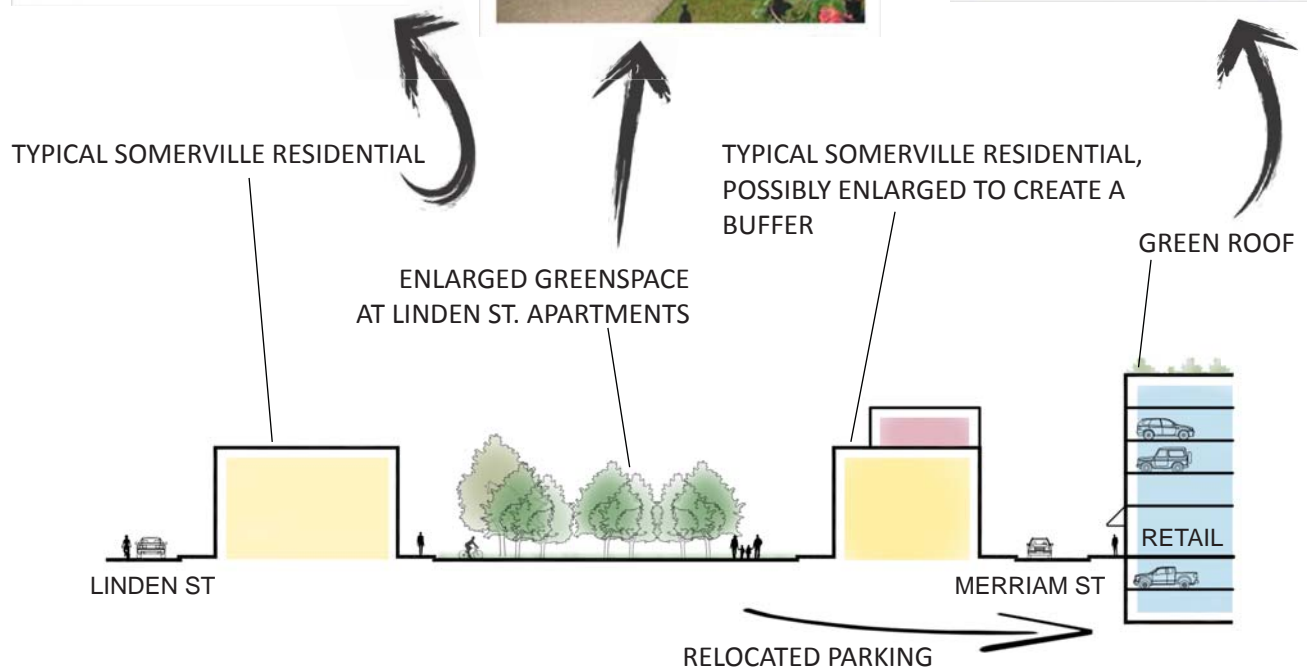 TYPICAL SOMERVILLE RESIDENTIAL
TYPICAL SOMERVILLE RESIDENTIAL,
POSSIBLY ENLARGED TO CREATE A
BUFFER
GREEN ROOF
ENLARGED GREENSPACE
AT LINDEN ST. APARTMENTS
RETAIL
LINDEN ST
MERRIAM ST
RELOCATED PARKING